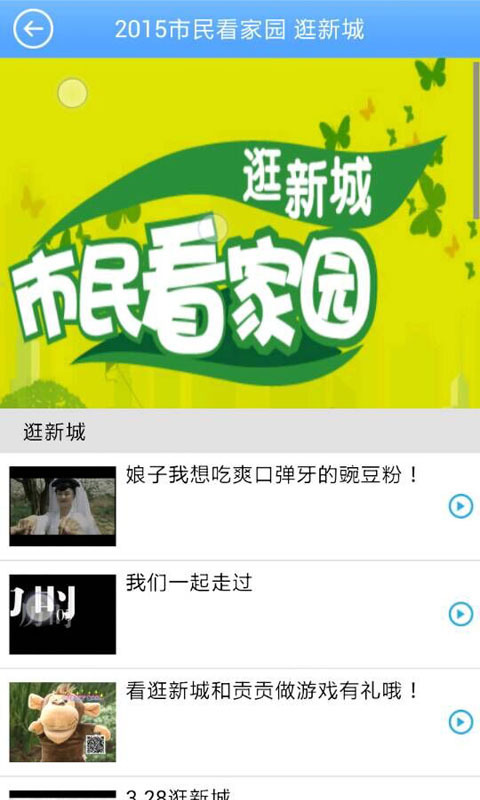 2015市民看家园 逛新城
逛新城
市民看家园
逛新城
娘子我想吃爽口弹牙的豌豆粉！
我们一起走过
看逛新城和贡贡做游戏有礼哦！
3.28逛新城